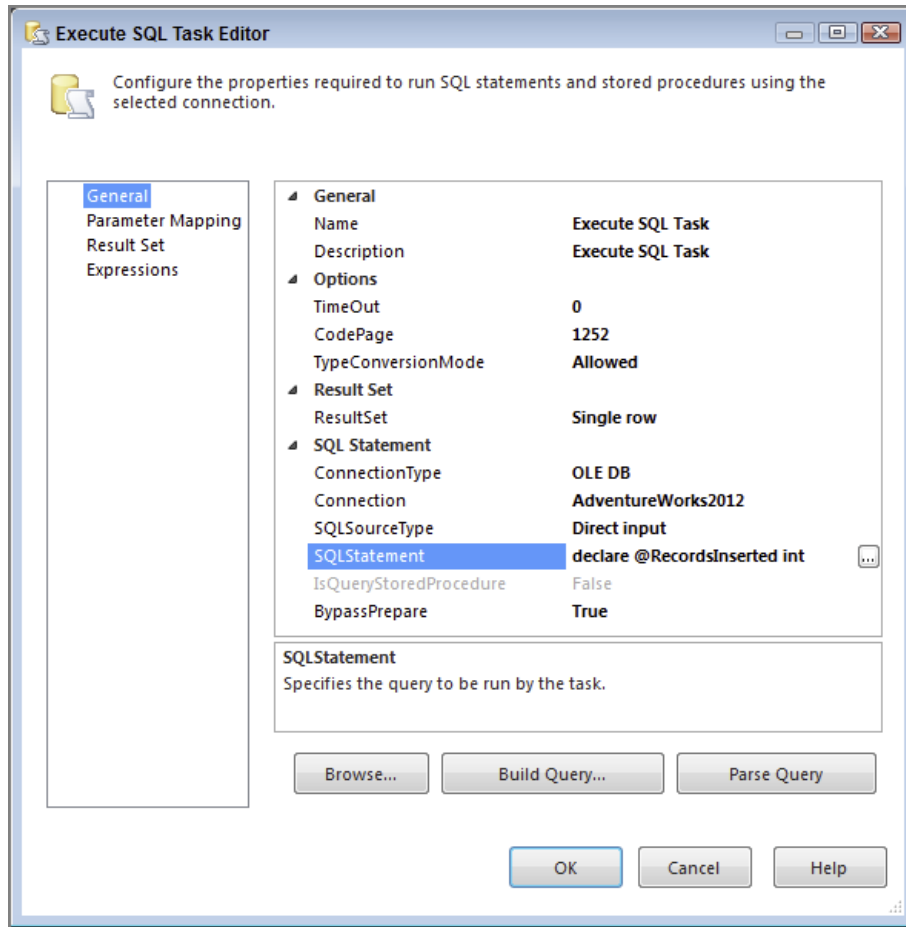 Execute SQL Task Editor
Configure the properties required to run SQL statements and stored procedures using the
selected connection.
General
Parameter Mapping
Result Set
Expressions
General
Name Execute SQL Task
Description Execute SQL Task
Options
TimeOut 0
CodePage 1252
TypeConversionMode Allowed
Result Set
ResultSet Single row
SQL Statement
ConnectionType OLE DB
Connection AdventureWorks2012
SQLSourceType Direct input
SQLStatement declare @RecordsInserted int ...
IsQueryStoredProcedure False
BypassPrepare True
SQLStatement
Specifies the query to be run by the task.
Browse... Build Query... Parse Query
OK Cancel Help